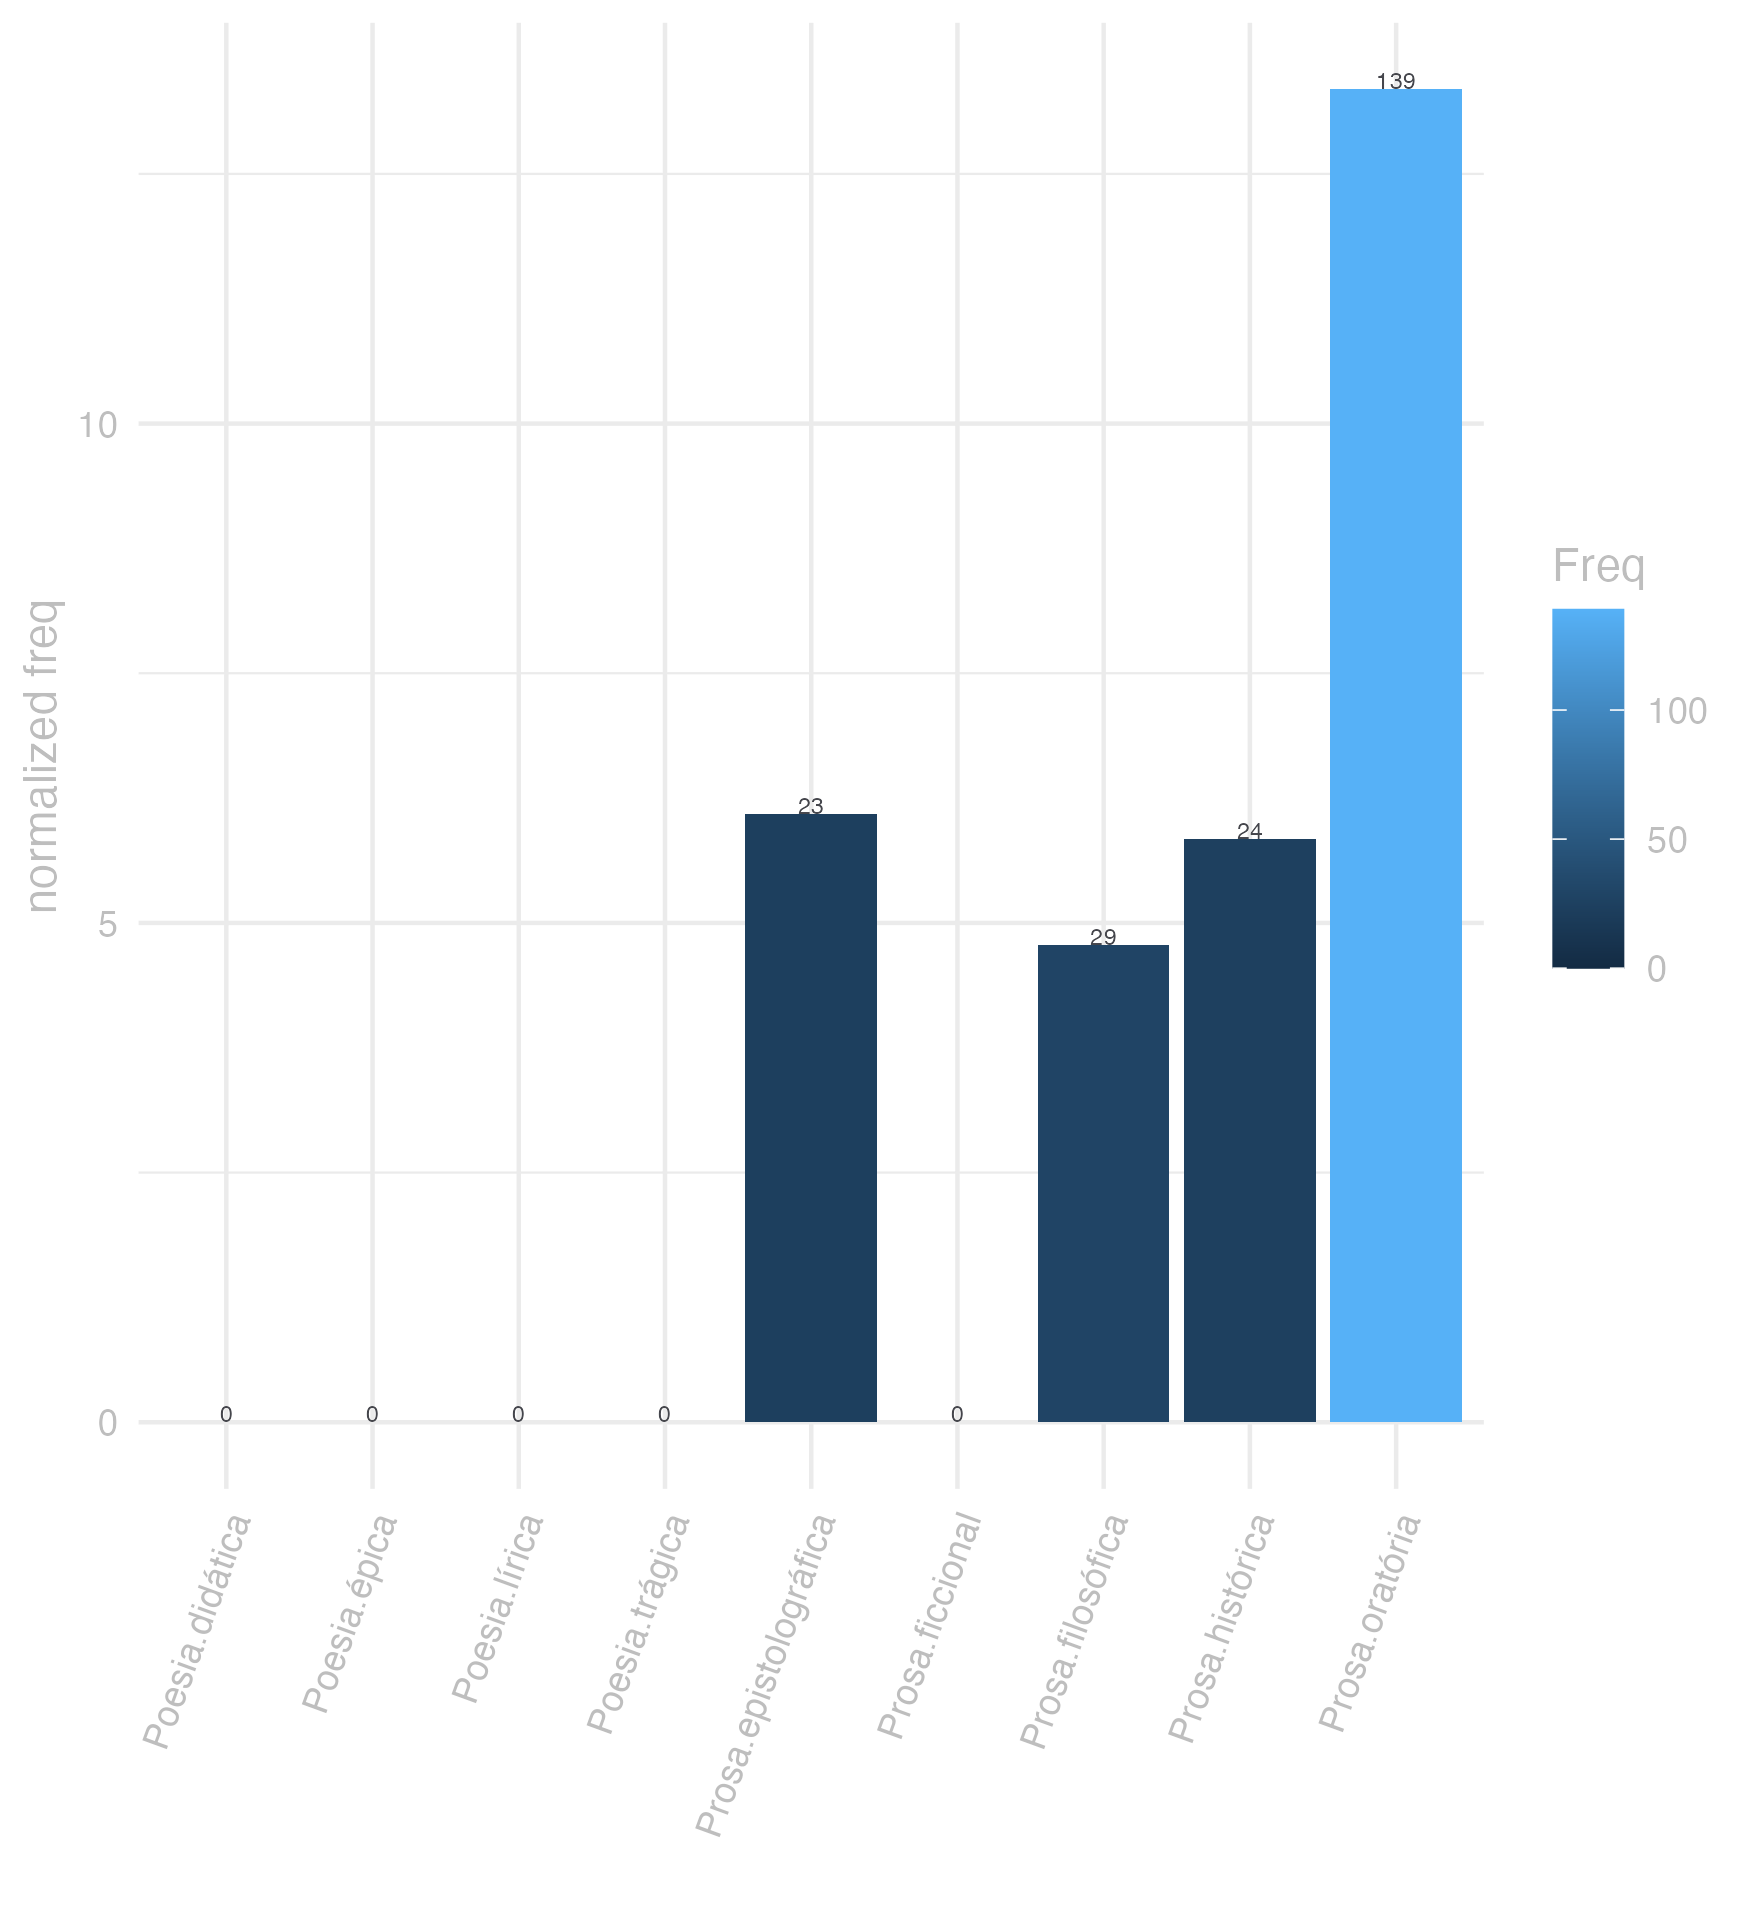 139
10
5
0
normalized freq
23
24
29
0
0
0
0
0
Poesia.didática
Poesia.épica
Poesia.lírica
Poesia.trágica
Prosa.epistolográfica
Prosa.ficcional
Prosa.filosófica
Prosa.histórica
Prosa.oratória
Freq
100
50
0